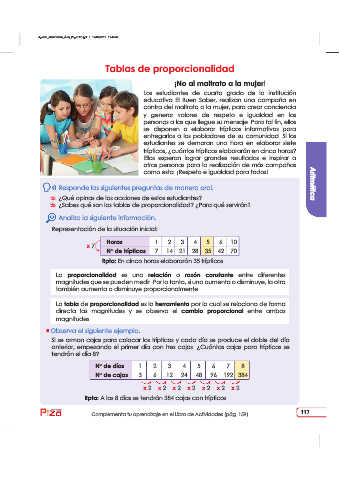 Tablas de proporcionalidad
¡No al maltrato a la mujer!
Los estudiantes de cuarto grado de la institución
educativa El Buen Saber, realizan una campaña en
contra del maltrato a la mujer, para crear conciencia
y generar valores de respeto e igualdad en las
personas a las que llegue su mensaje. Para tal fin, ellos
se disponen a elaborar trípticos informativos para
entregarlos a los pobladores de su comunidad. Si los
estudiantes se demoran una hora en elaborar siete
trípticos, ¿cuántos trípticos elaborarán en cinco horas?
Ellos esperan lograr grandes resultados e inspirar a
otras personas para la realización de más campañas
como esta. ¡Respeto e igualdad para todos!
Aritmética
Responde las siguientes preguntas de manera oral.
¿Qué opinas de las acciones de estos estudiantes?
¿Sabes qué son las tablas de proporcionalidad? ¿Para qué servirán?
Analiza la siguiente información.
Representación de la situación inicial:
Horas 1 2 3 4 5 6 10
x 7
N° de trípticos 7 14 21 28 35 42 70
Rpta: En cinco horas elaborarán 35 trípticos
La proporcionalidad es una relación o razón constante entre diferentes
magnitudes que se pueden medir. Por lo tanto, si una aumenta o disminuye, la otra
también aumenta o disminuye proporcionalmente.
La tabla de proporcionalidad es la herramienta por la cual se relaciona de forma
directa las magnitudes y se observa el cambio proporcional entre ambas
magnitudes.
Observa el siguiente ejemplo.
Si se arman cajas para colocar los trípticos y cada día se produce el doble del día
anterior, empezando el primer día con tres cajas. ¿Cuántas cajas para trípticos se
tendrán el día 8?
N° de días 1 2 3 4 5 6 7 8
N° de cajas 3 6 12 24 48 96 192 384
x 2 x 2 x 2 x 2 x 2 x 2 x 2
Rpta: A los 8 días se tendrán 384 cajas con trípticos
Complementa tu aprendizaje en el Libro de Actividades (pág. 159)
117